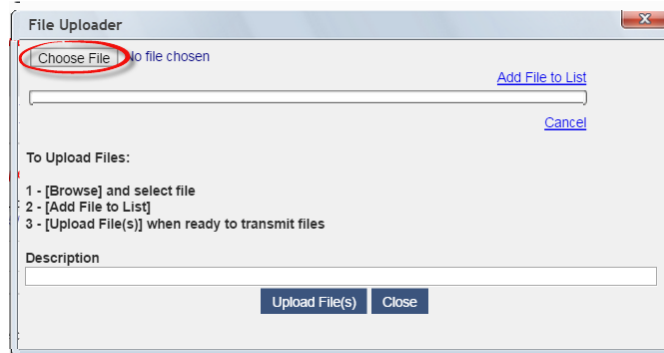 File Uploader
Choose File No file chosen
Add File to List
Cancel
To Upload Files:
1 - [Browse] and select file
2 - [Add File to List]
3 - [Upload File(s)] when ready to transmit files
Description
Upload File(s) Close